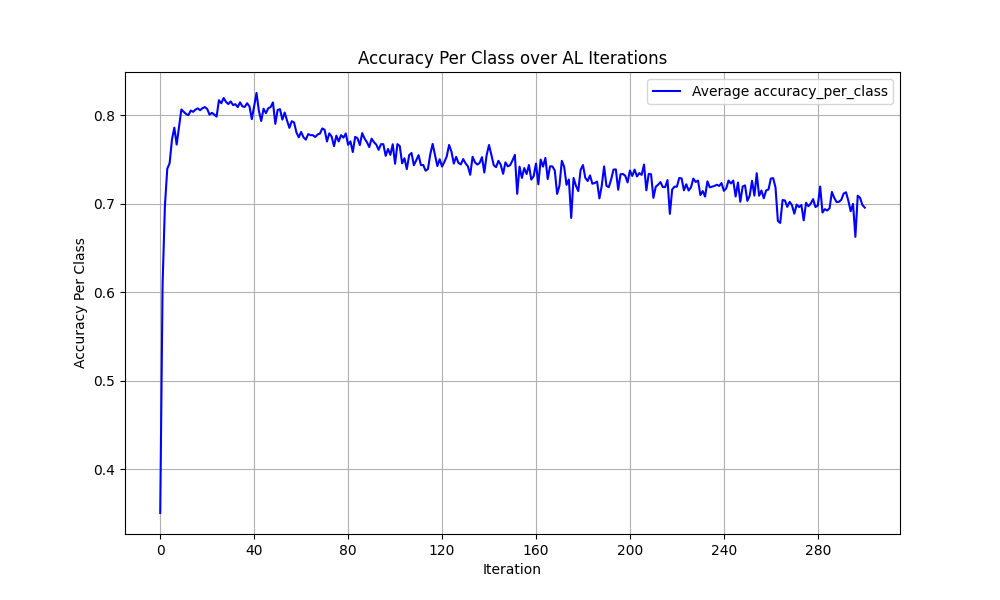 Accuracy Per Class over AL Iterations
Average accuracy_per_class
Accuracy Per Class
0.8
0.7
0.6
0.5
0.4
0 40 80 120 160 200 240 280
Iteration